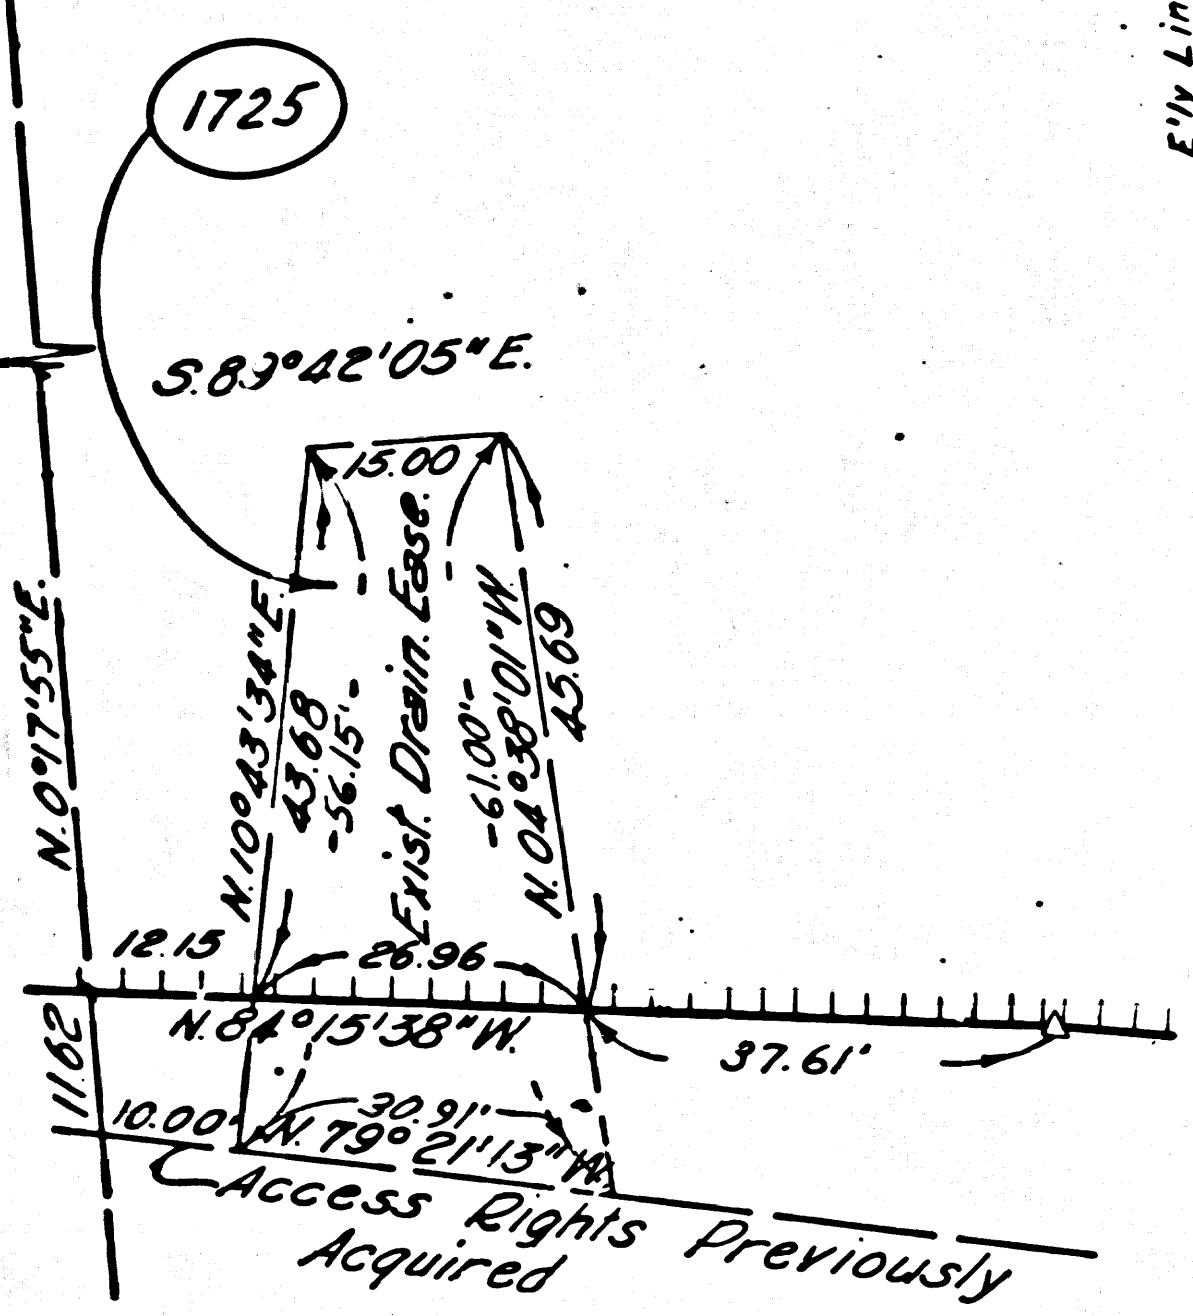 1725
E'ly Lin
S.89°42'05"E.
15.00
N.0°17'55"E.
N.10°43'34"E.
43.68
-56.15'-
Exist. Drain. Ease.
-61.00'-
N.04°38'01"W.
45.69
12.15
26.96
N.84°15'38"W.
37.61'
11.62
10.00'
30.91'
N.79°21'13"W.
Access Rights Previously
Acquired